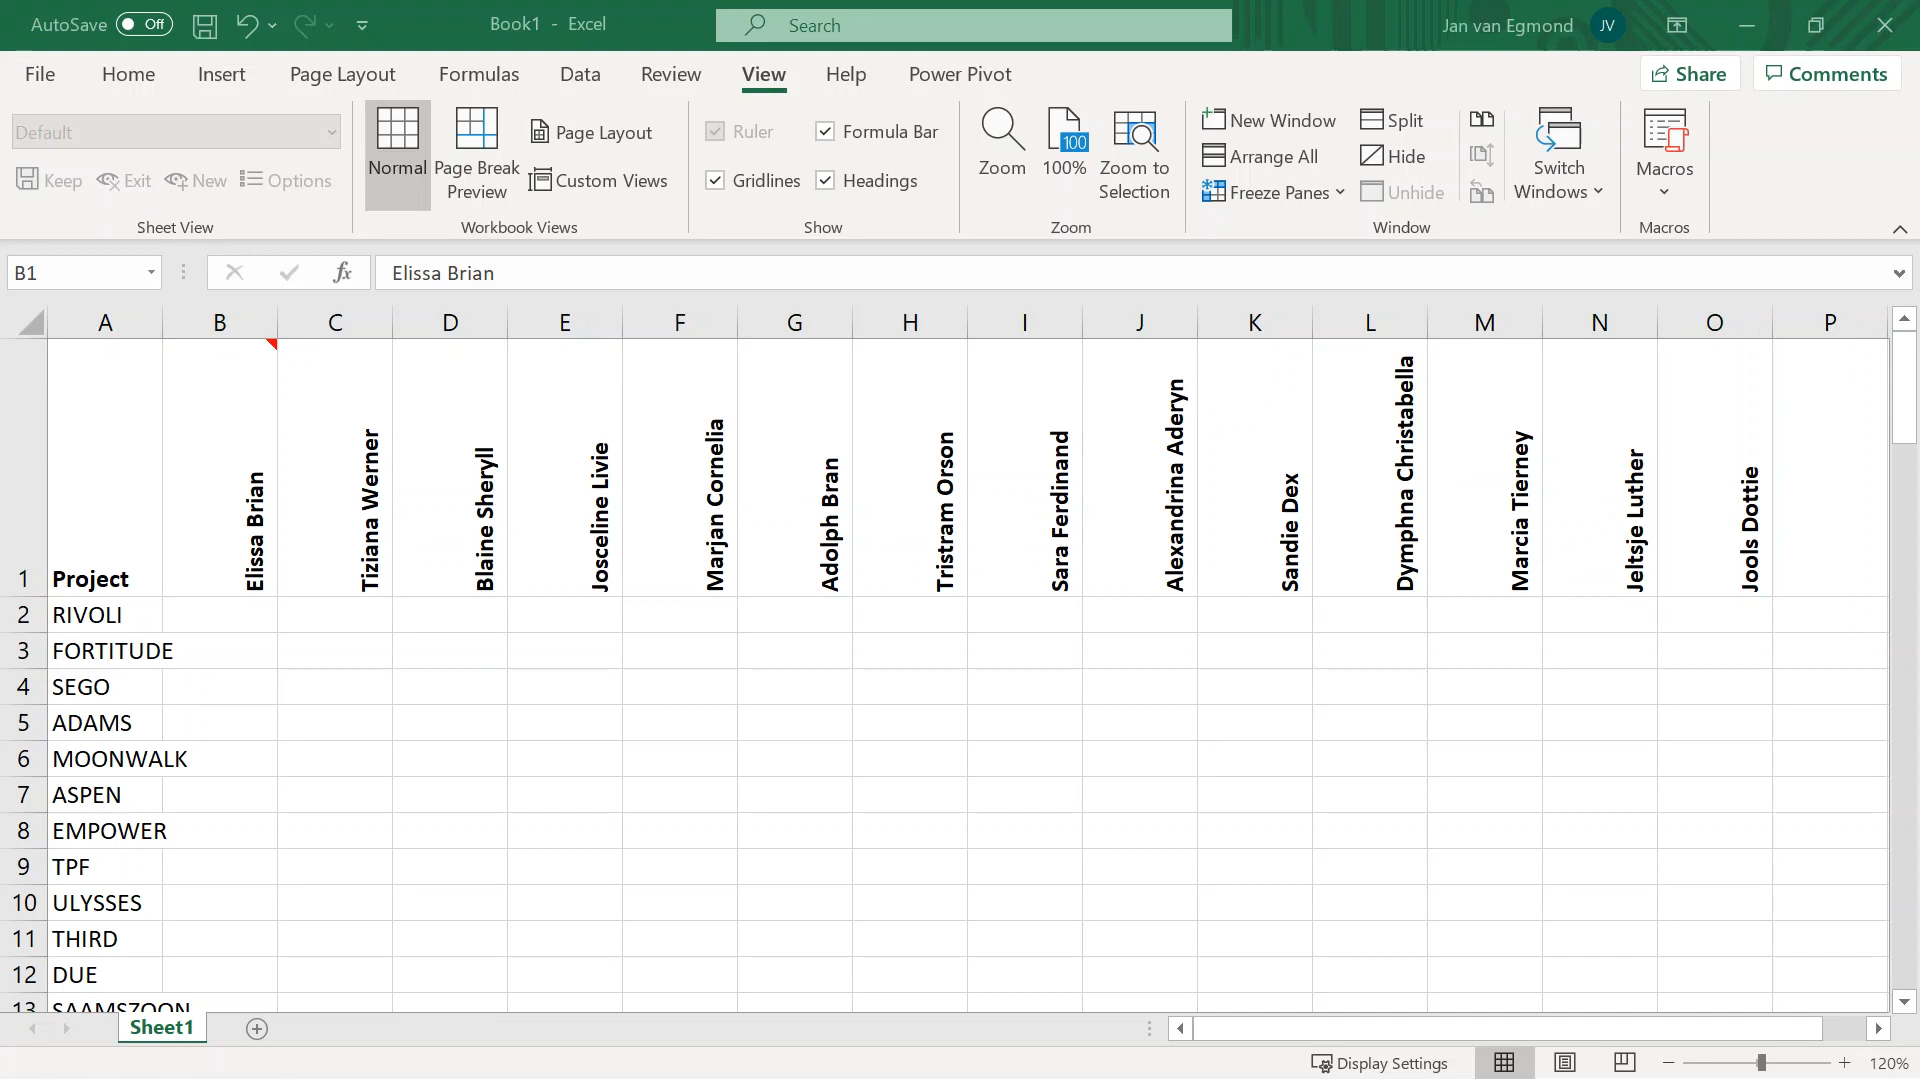 AutoSave Off Book1 - Excel Search Jan van Egmond JV
File Home Insert Page Layout Formulas Data Review View Help Power Pivot Share Comments
Default
Keep Exit New Options
Sheet View
Normal
Page Break
Preview
Page Layout
Custom Views
Workbook Views
Ruler Formula Bar
Gridlines Headings
Show
Zoom
100
100%
Zoom to
Selection
Zoom
New Window
Arrange All
Freeze Panes
Split
Hide
Unhide
Switch
Windows
Window
Macros
Macros
B1 fx Elissa Brian
A B C D E F G H I J K L M N O P
1 Project
Elissa Brian
Tiziana Werner
Blaine Sheryll
Josceline Livie
Marjan Cornelia
Adolph Bran
Tristram Orson
Sara Ferdinand
Alexandrina Aderyn
Sandie Dex
Dymphna Christabella
Marcia Tierney
Jeltsje Luther
Jools Dottie
2 RIVOLI
3 FORTITUDE
4 SEGO
5 ADAMS
6 MOONWALK
7 ASPEN
8 EMPOWER
9 TPF
10 ULYSSES
11 THIRD
12 DUE
13 SAAMSZOON
Sheet1
Display Settings 120%